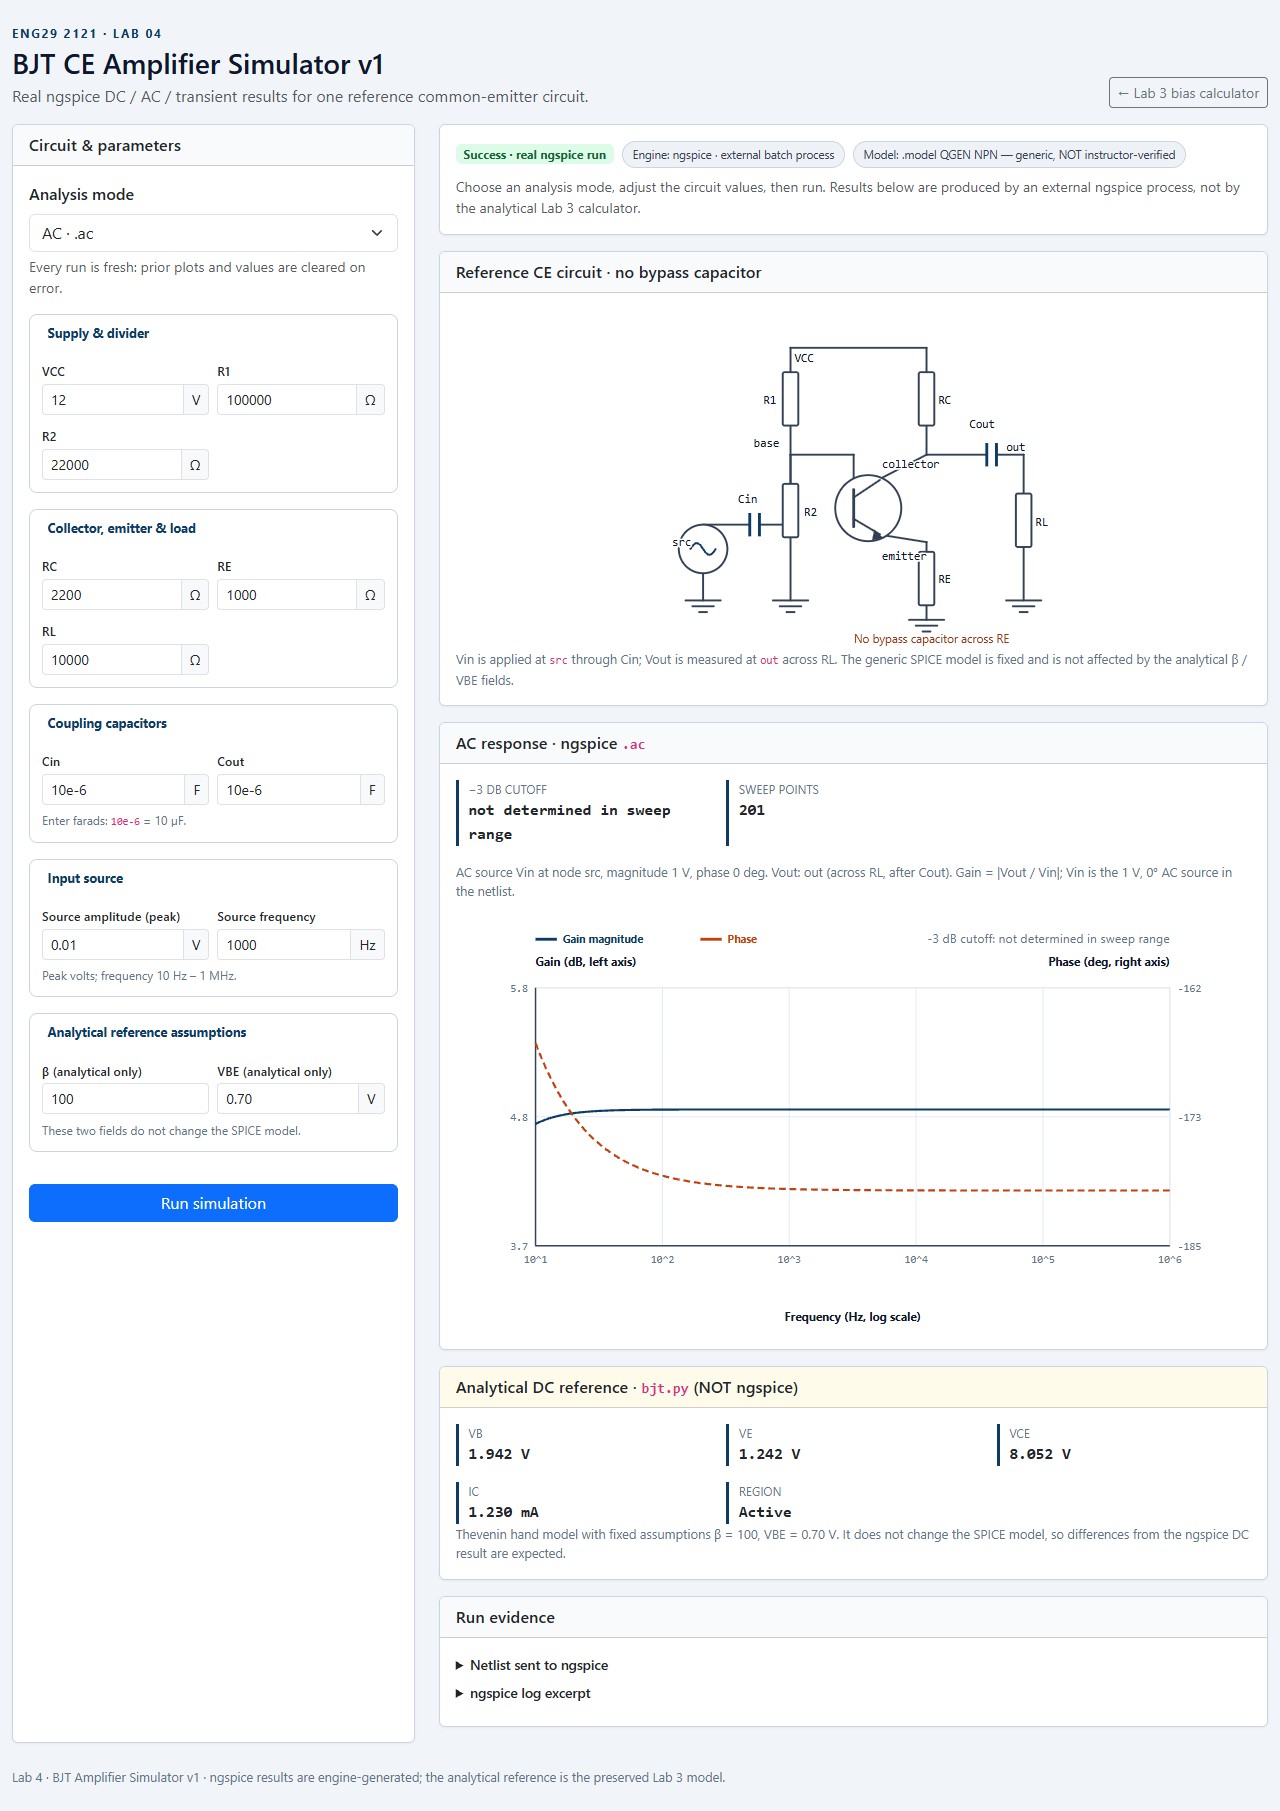 ENG29 2121 · LAB 04
BJT CE Amplifier Simulator v1
Real ngspice DC / AC / transient results for one reference common-emitter circuit.
← Lab 3 bias calculator
Circuit & parameters
Analysis mode
AC · .ac
Every run is fresh: prior plots and values are cleared on
error.
Supply & divider
VCC
R1
12
V
100000
Ω
R2
22000
Ω
Collector, emitter & load
RC
RE
2200
Ω
1000
Ω
RL
10000
Ω
Coupling capacitors
Cin
Cout
10e-6
F
10e-6
F
Enter farads: 10e-6 = 10 µF.
Input source
Source amplitude (peak)
Source frequency
0.01
V
1000
Hz
Peak volts; frequency 10 Hz – 1 MHz.
Analytical reference assumptions
β (analytical only)
VBE (analytical only)
100
0.70
V
These two fields do not change the SPICE model.
Run simulation
Success · real ngspice run
Engine: ngspice · external batch process
Model: .model QGEN NPN — generic, NOT instructor-verified
Choose an analysis mode, adjust the circuit values, then run. Results below are produced by an external ngspice process, not by
the analytical Lab 3 calculator.
Reference CE circuit · no bypass capacitor
VCC
R1
RC
Cout
base
out
collector
Cin
R2
RL
src
emitter
RE
No bypass capacitor across RE
Vin is applied at src through Cin; Vout is measured at out across RL. The generic SPICE model is fixed and is not affected by the analytical β /
VBE fields.
AC response · ngspice .ac
−3 DB CUTOFF
not determined in sweep
range
SWEEP POINTS
201
AC source Vin at node src, magnitude 1 V, phase 0 deg. Vout: out (across RL, after Cout). Gain = |Vout / Vin|; Vin is the 1 V, 0° AC source in
the netlist.
Gain magnitude
Phase
-3 dB cutoff: not determined in sweep range
Gain (dB, left axis)
Phase (deg, right axis)
5.8
-162
4.8
-173
3.7
-185
10^1
10^2
10^3
10^4
10^5
10^6
Frequency (Hz, log scale)
Analytical DC reference · bjt.py (NOT ngspice)
VB
1.942 V
VE
1.242 V
VCE
8.052 V
IC
1.230 mA
REGION
Active
Thevenin hand model with fixed assumptions β = 100, VBE = 0.70 V. It does not change the SPICE model, so differences from the ngspice DC
result are expected.
Run evidence
Netlist sent to ngspice
ngspice log excerpt
Lab 4 · BJT Amplifier Simulator v1 · ngspice results are engine-generated; the analytical reference is the preserved Lab 3 model.